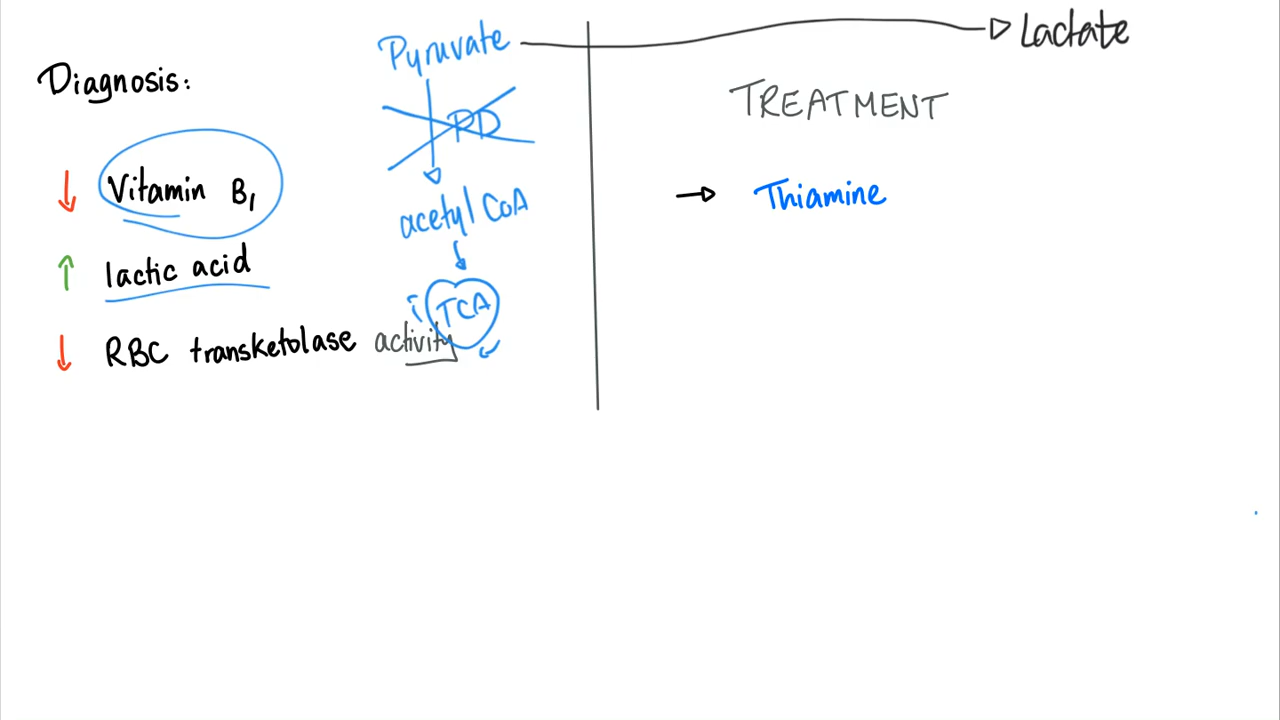 Diagnosis:
↓ Vitamin B₁
↑ lactic acid
↓ RBC transketolase activity
Pyruvate
PD
acetyl CoA
TCA
Lactate
TREATMENT
→ Thiamine